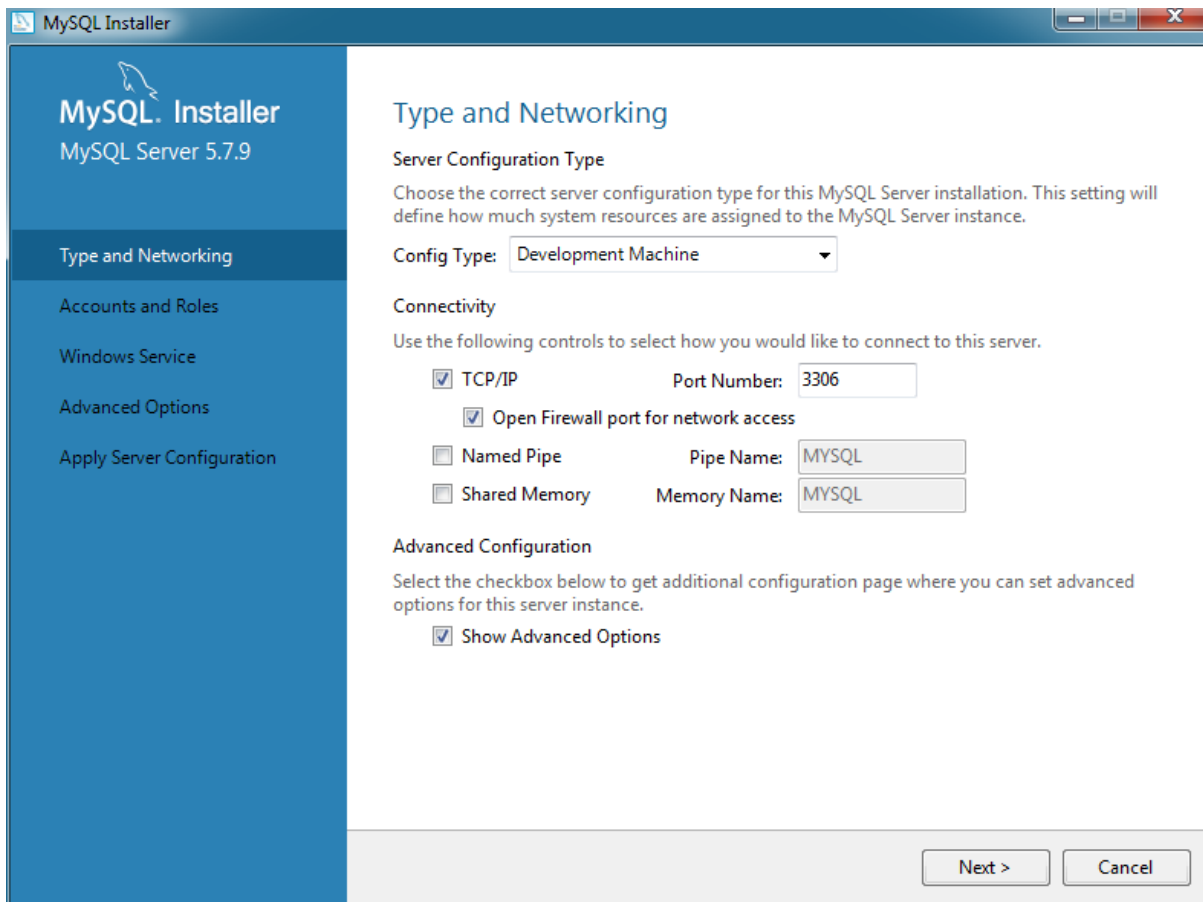 MySQL Installer
MySQL. Installer
MySQL Server 5.7.9
Type and Networking
Accounts and Roles
Windows Service
Advanced Options
Apply Server Configuration
Type and Networking
Server Configuration Type
Choose the correct server configuration type for this MySQL Server installation. This setting will
define how much system resources are assigned to the MySQL Server instance.
Config Type: Development Machine
Connectivity
Use the following controls to select how you would like to connect to this server.
TCP/IP Port Number: 3306
Open Firewall port for network access
Named Pipe Pipe Name: MYSQL
Shared Memory Memory Name: MYSQL
Advanced Configuration
Select the checkbox below to get additional configuration page where you can set advanced
options for this server instance.
Show Advanced Options
Next > Cancel